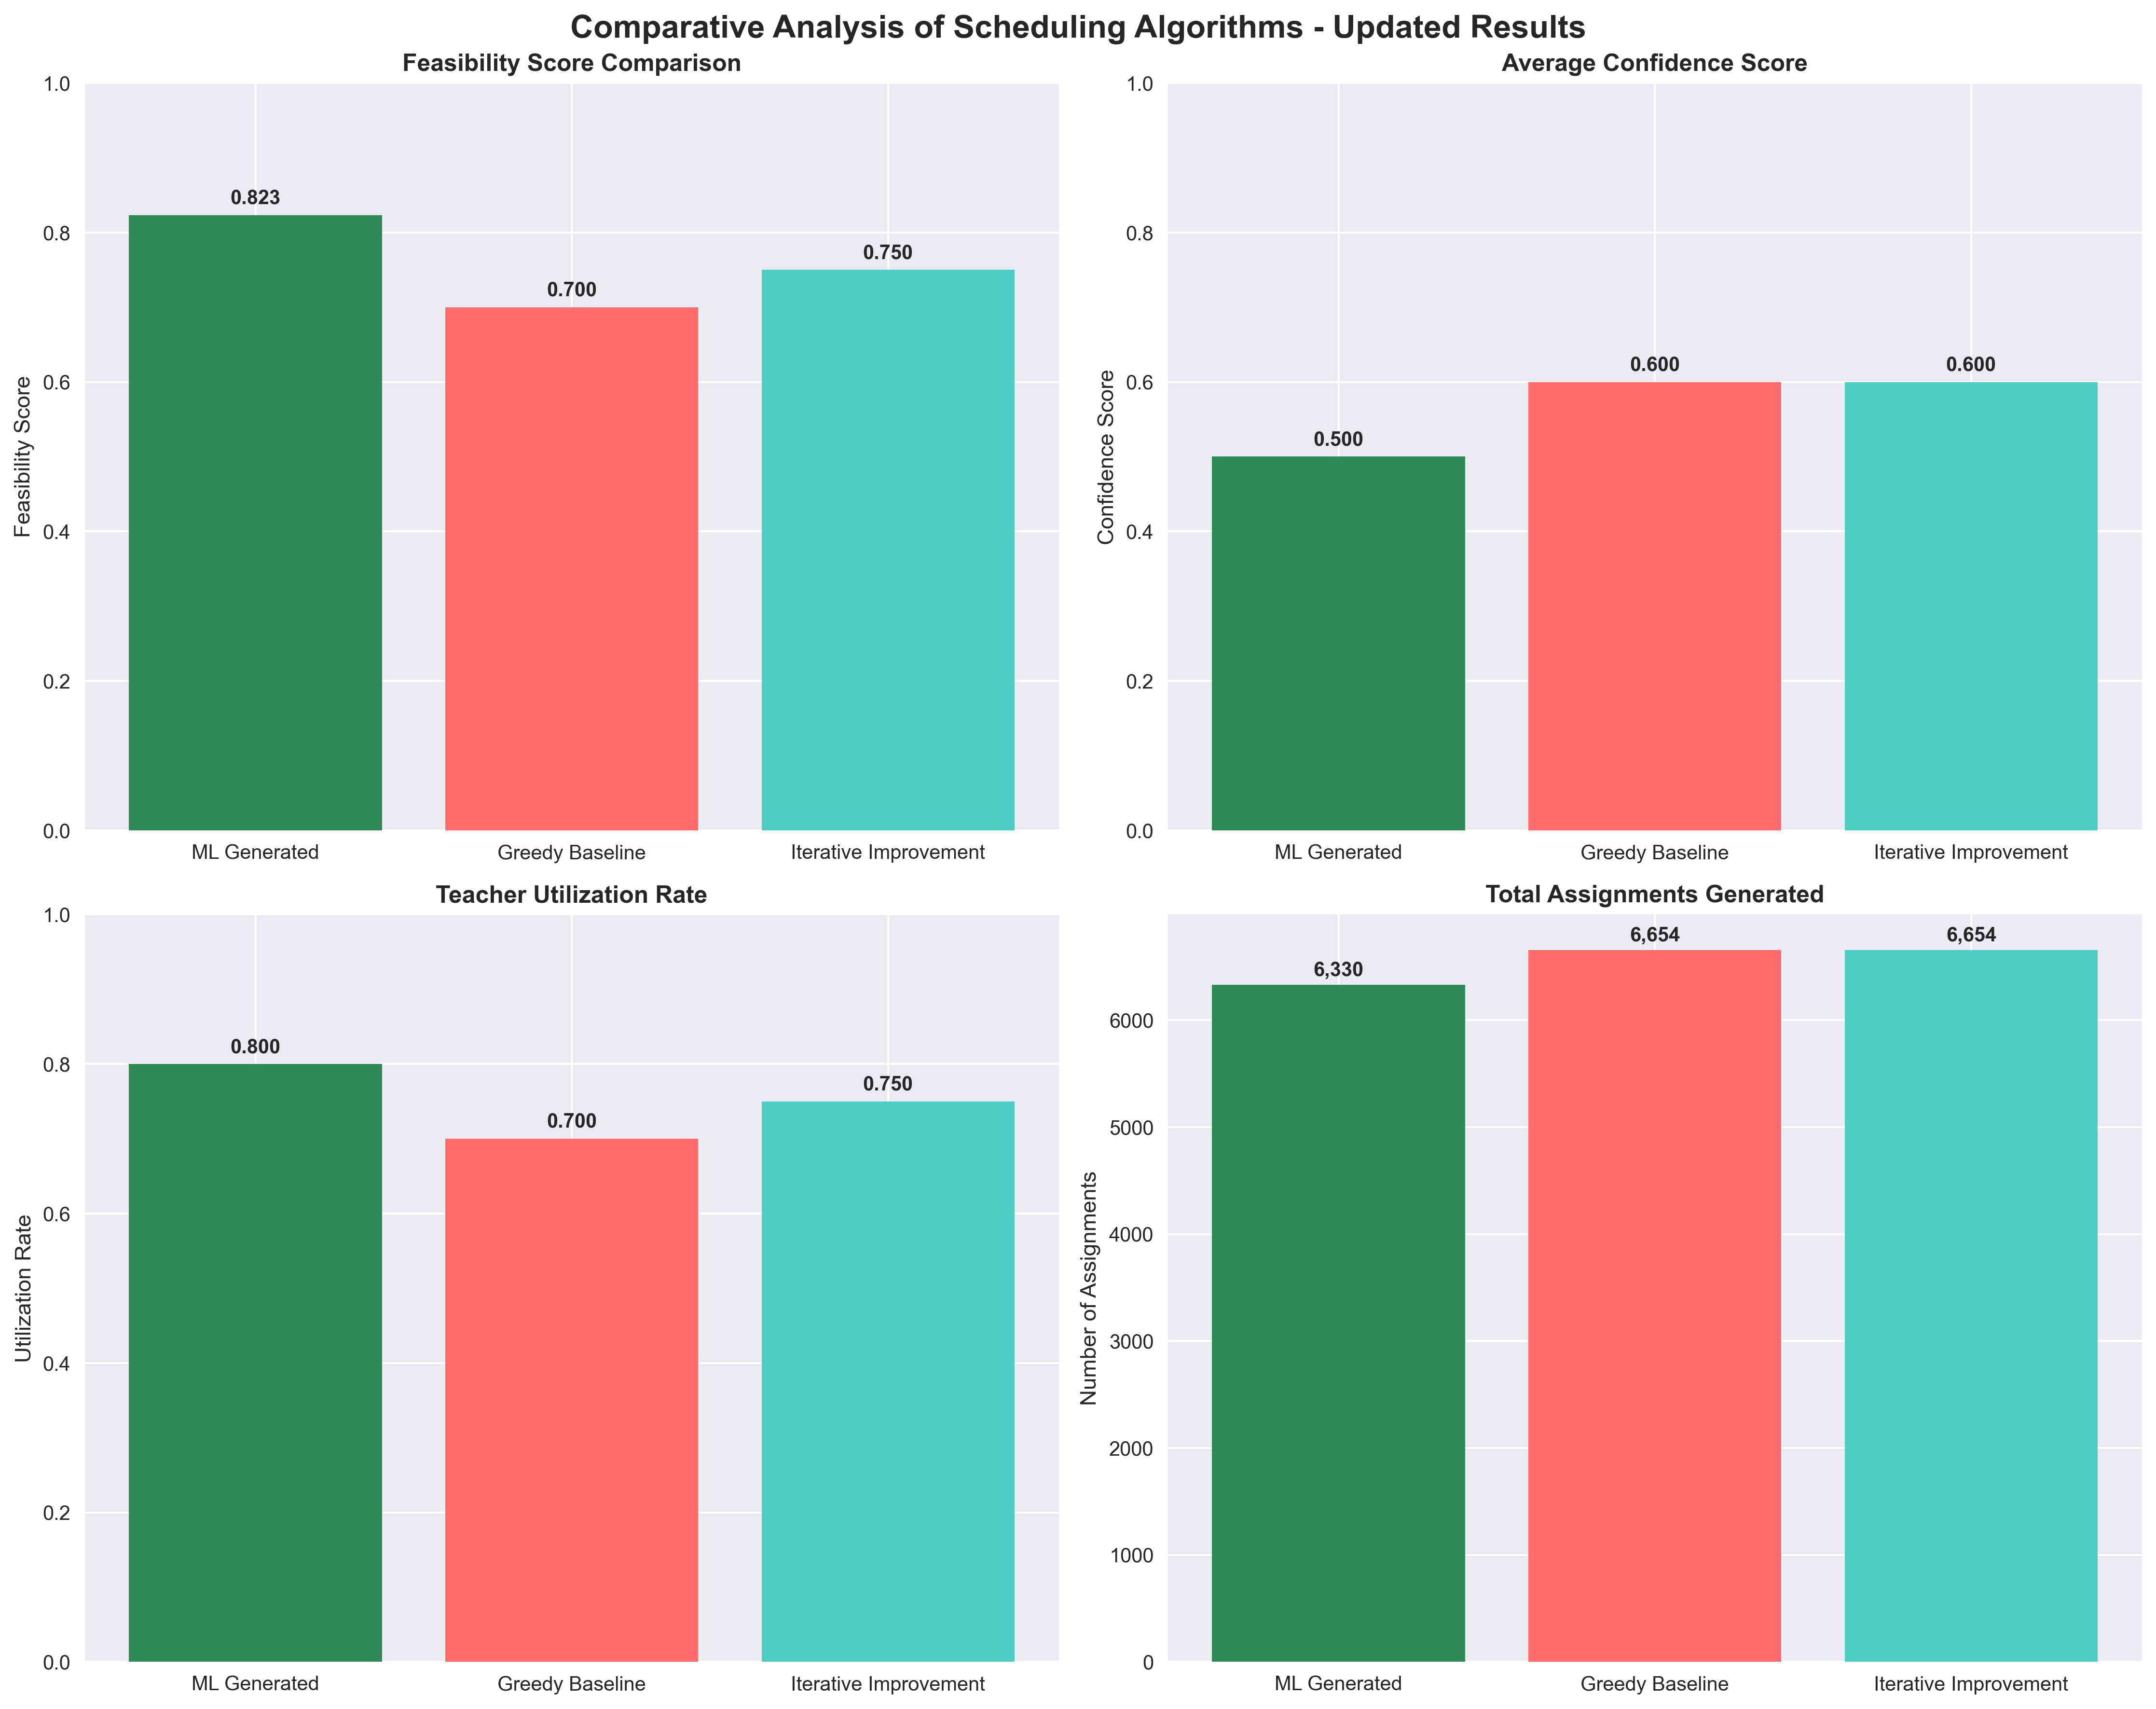 Comparative Analysis of Scheduling Algorithms - Updated Results
Feasibility Score Comparison
1.0
0.8
0.6
0.4
0.2
0.0
Feasibility Score
0.823
0.700
0.750
ML Generated
Greedy Baseline
Iterative Improvement
Average Confidence Score
1.0
0.8
0.6
0.4
0.2
0.0
Confidence Score
0.500
0.600
0.600
ML Generated
Greedy Baseline
Iterative Improvement
Teacher Utilization Rate
1.0
0.8
0.6
0.4
0.2
0.0
Utilization Rate
0.800
0.700
0.750
ML Generated
Greedy Baseline
Iterative Improvement
Total Assignments Generated
6000
5000
4000
3000
2000
1000
0
Number of Assignments
6,330
6,654
6,654
ML Generated
Greedy Baseline
Iterative Improvement